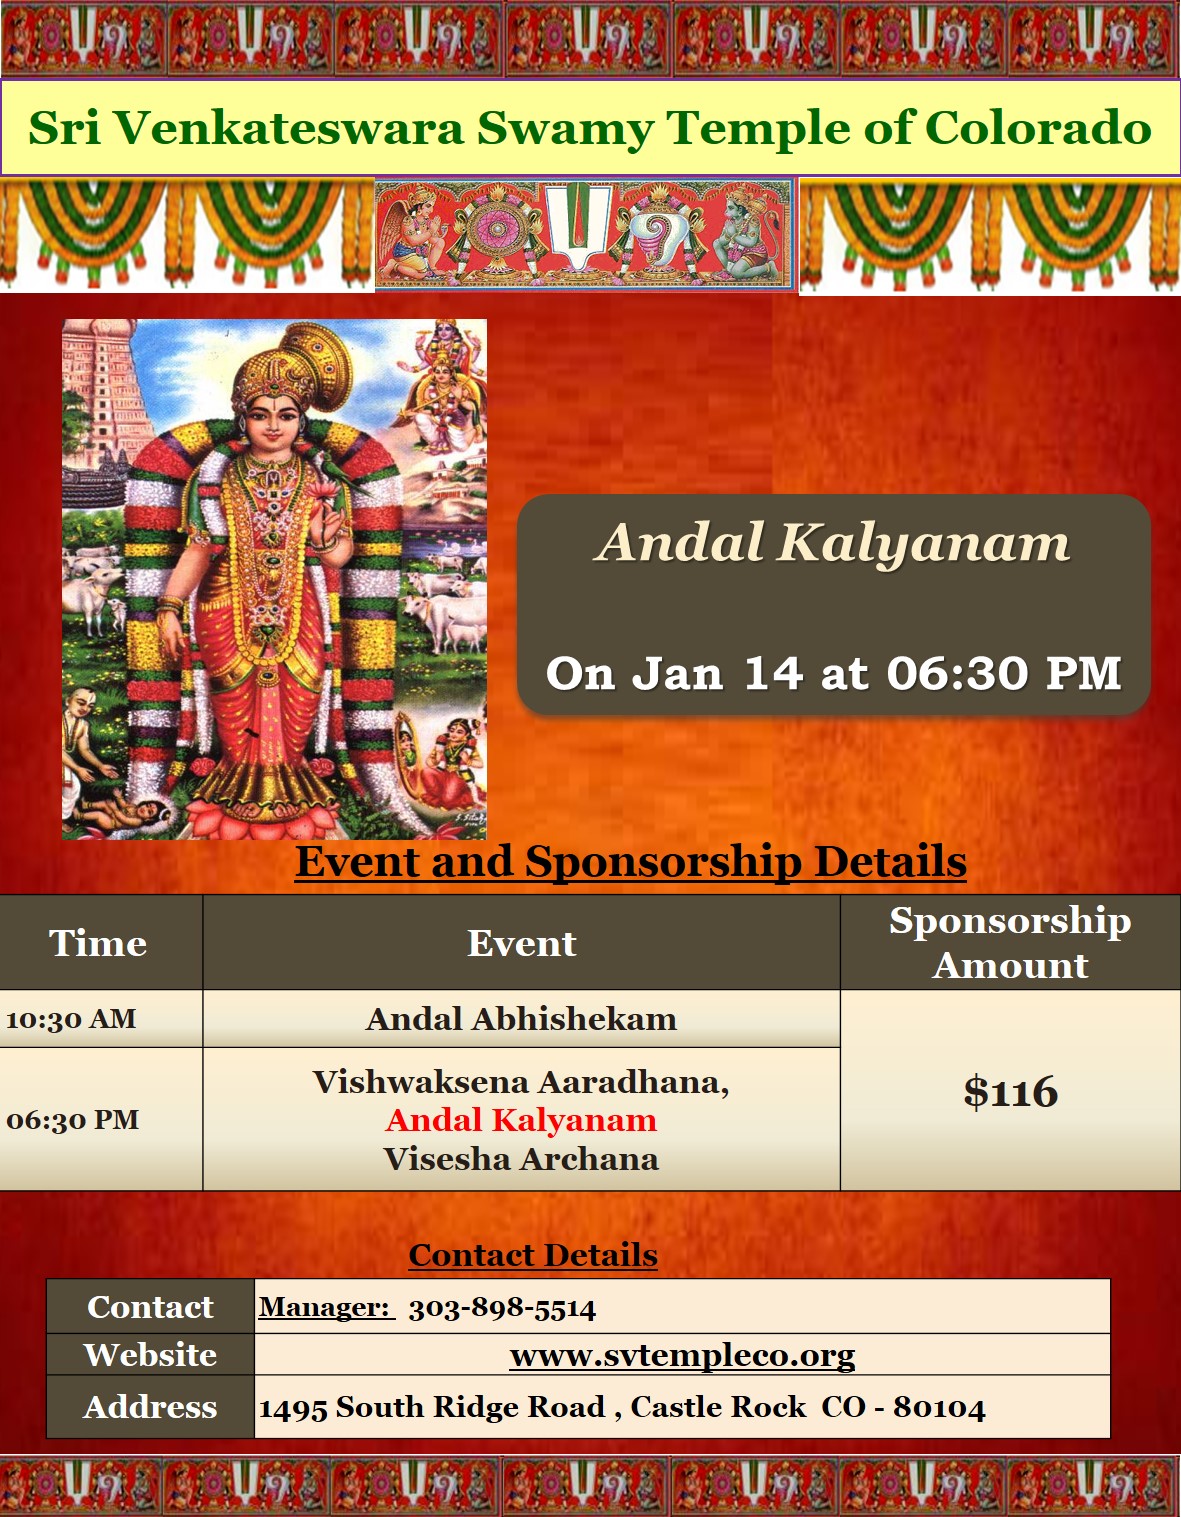 Sri Venkateswara Swamy Temple of Colorado
Andal Kalyanam
On Jan 14 at 06:30 PM
Event and Sponsorship Details
Time
Event
Sponsorship
Amount
10:30 AM
Andal Abhishekam
$116
06:30 PM
Vishwaksena Aaradhana,
Andal Kalyanam
Visesha Archana
Contact Details
Contact
Manager: 303-898-5514
Website
www.svtempleco.org
Address
1495 South Ridge Road , Castle Rock CO - 80104